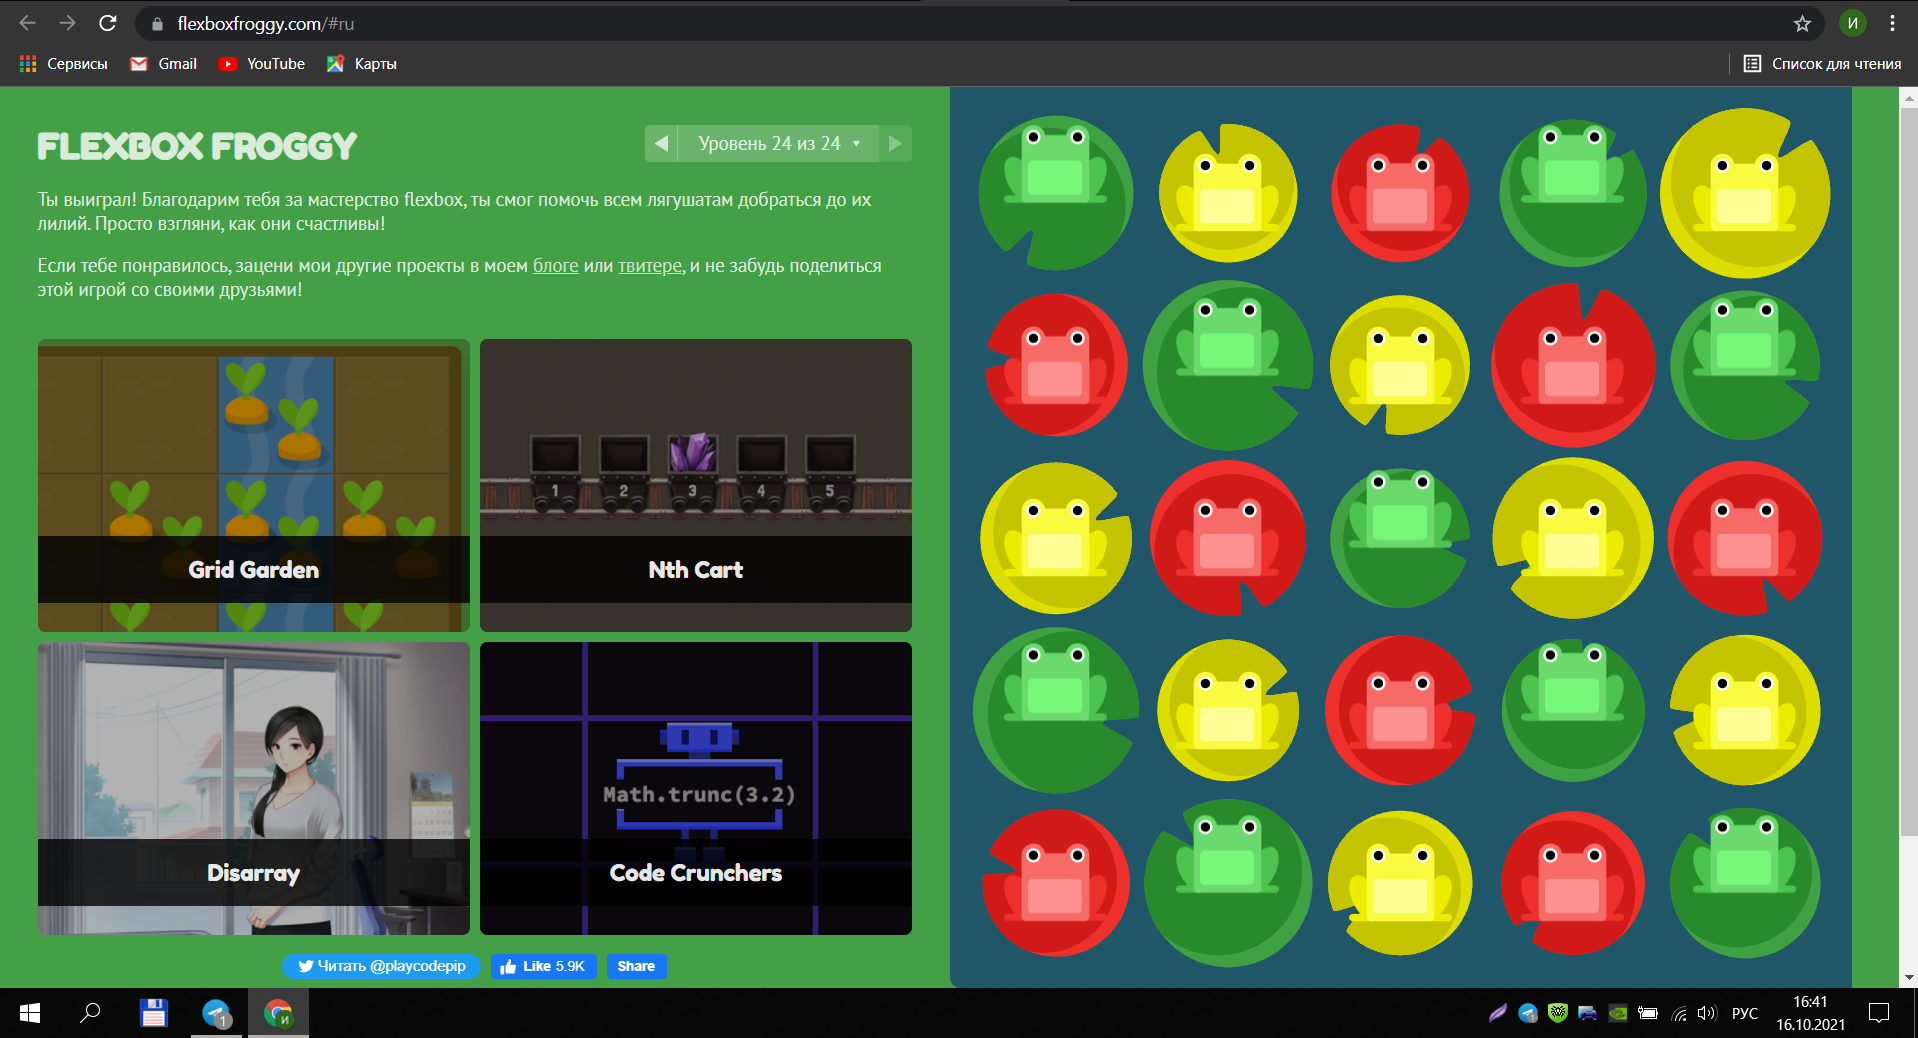 flexboxfroggy.com/#ru
И
Сервисы
Gmail
YouTube
Карты
Список для чтения
FLEXBOX FROGGY
Уровень 24 из 24
Ты выиграл! Благодарим тебя за мастерство flexbox, ты смог помочь всем лягушатам добраться до их
лилий. Просто взгляни, как они счастливы!
Если тебе понравилось, зацени мои другие проекты в моем блоге или твитере, и не забудь поделиться
этой игрой со своими друзьями!
1 2 3 4 5
Grid Garden
Nth Cart
Math.trunc(3.2)
Disarray
Code Crunchers
Читать @playcodepip
Like 5.9K
Share
1
И
РУС
16:41
16.10.2021